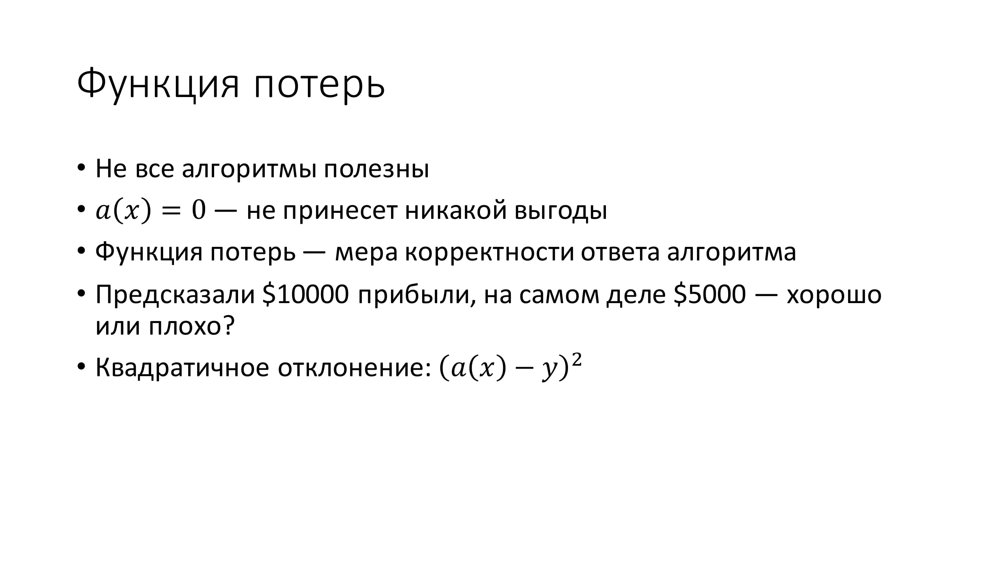 Функция потерь
• Не все алгоритмы полезны
• a(x) = 0 — не принесет никакой выгоды
• Функция потерь — мера корректности ответа алгоритма
• Предсказали $10000 прибыли, на самом деле $5000 — хорошо
или плохо?
• Квадратичное отклонение: (a(x) − y)²